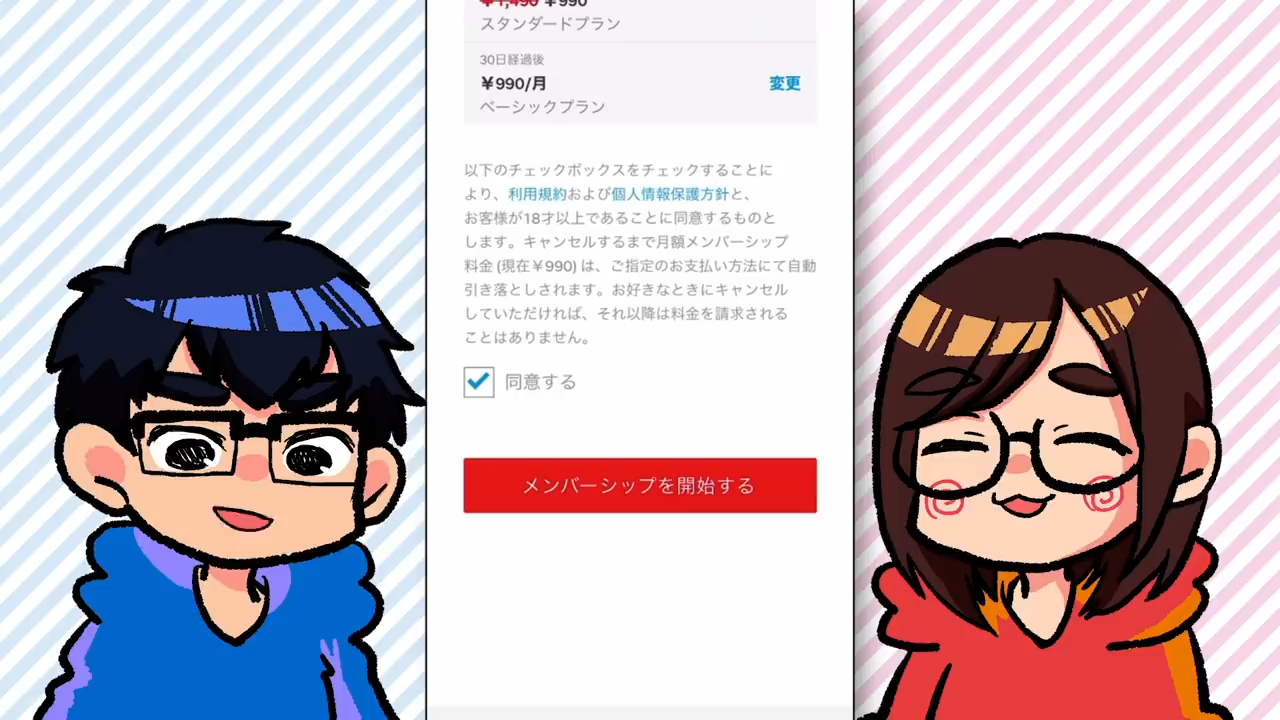 ¥1,490 ¥990
スタンダードプラン
30日経過後
¥990/月
変更
ベーシックプラン
以下のチェックボックスをチェックすることに
より、利用規約および個人情報保護方針と、
お客様が18才以上であることに同意するものと
します。キャンセルするまで月額メンバーシップ
料金 (現在¥990) は、ご指定のお支払い方法にて自動
引き落としされます。お好きなときにキャンセル
していただければ、それ以降は料金を請求される
ことはありません。
同意する
メンバーシップを開始する